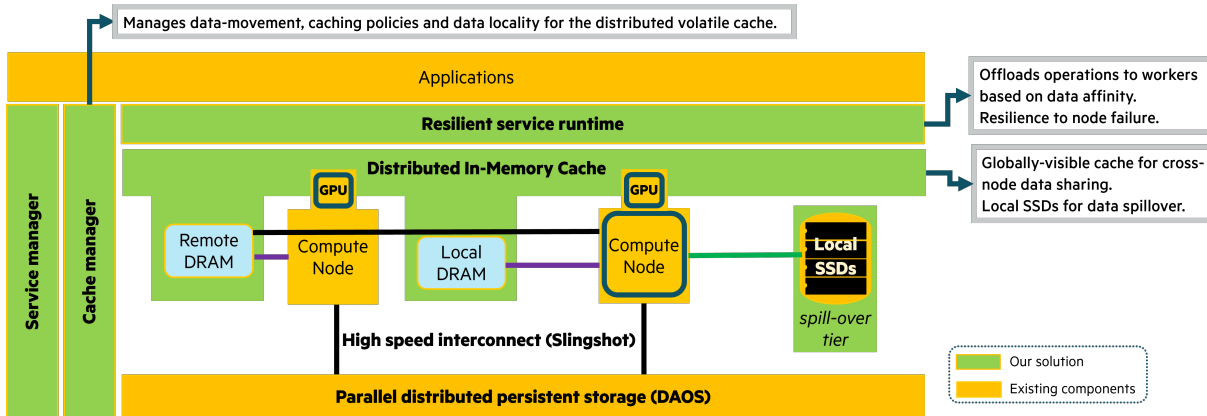 Manages data-movement, caching policies and data locality for the distributed volatile cache.
Applications
Offloads operations to workers
based on data affinity.
Resilience to node failure.
Resilient service runtime
Distributed In-Memory Cache
Globally-visible cache for cross-
node data sharing.
Local SSDs for data spillover.
Service manager
Cache manager
GPU
GPU
Remote
DRAM
Compute
Node
Local
DRAM
Compute
Node
Local
SSDs
spill-over
tier
High speed interconnect (Slingshot)
Parallel distributed persistent storage (DAOS)
Our solution
Existing components